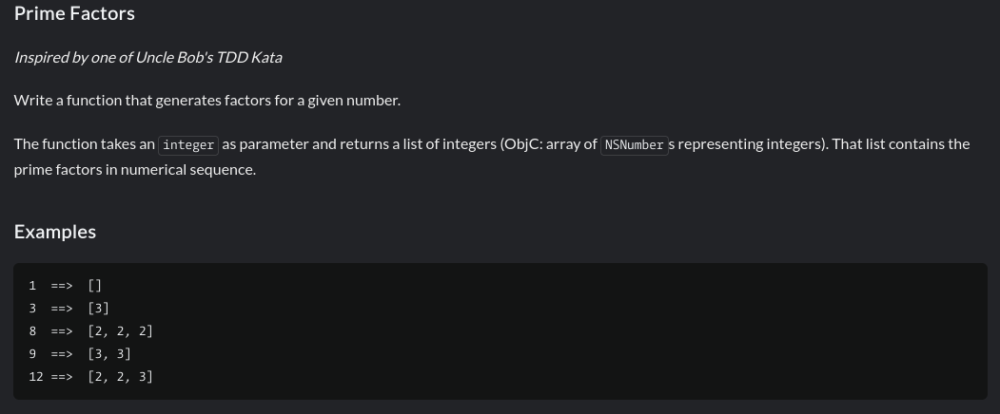 Prime Factors
Inspired by one of Uncle Bob's TDD Kata
Write a function that generates factors for a given number.
The function takes an integer as parameter and returns a list of integers (ObjC: array of NSNumbers representing integers). That list contains the
prime factors in numerical sequence.
Examples
1  ==>  []
3  ==>  [3]
8  ==>  [2, 2, 2]
9  ==>  [3, 3]
12 ==>  [2, 2, 3]